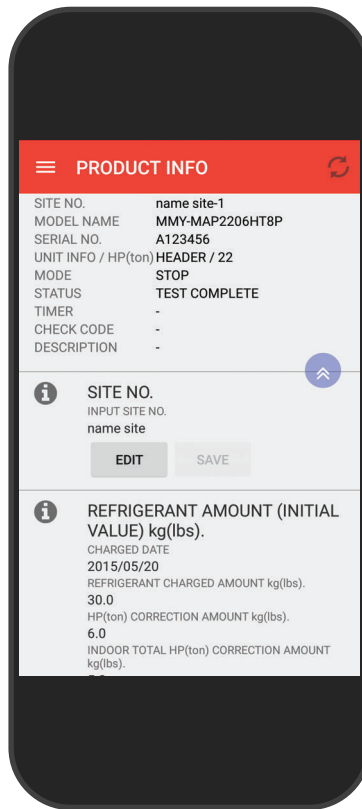 PRODUCT INFO
SITE NO. name site-1
MODEL NAME MMY-MAP2206HT8P
SERIAL NO. A123456
UNIT INFO / HP(ton) HEADER / 22
MODE STOP
STATUS TEST COMPLETE
TIMER -
CHECK CODE -
DESCRIPTION -
SITE NO.
INPUT SITE NO.
name site
EDIT SAVE
REFRIGERANT AMOUNT (INITIAL
VALUE) kg(lbs).
CHARGED DATE
2015/05/20
REFRIGERANT CHARGED AMOUNT kg(lbs).
30.0
HP(ton) CORRECTION AMOUNT kg(lbs).
6.0
INDOOR TOTAL HP(ton) CORRECTION AMOUNT
kg(lbs).